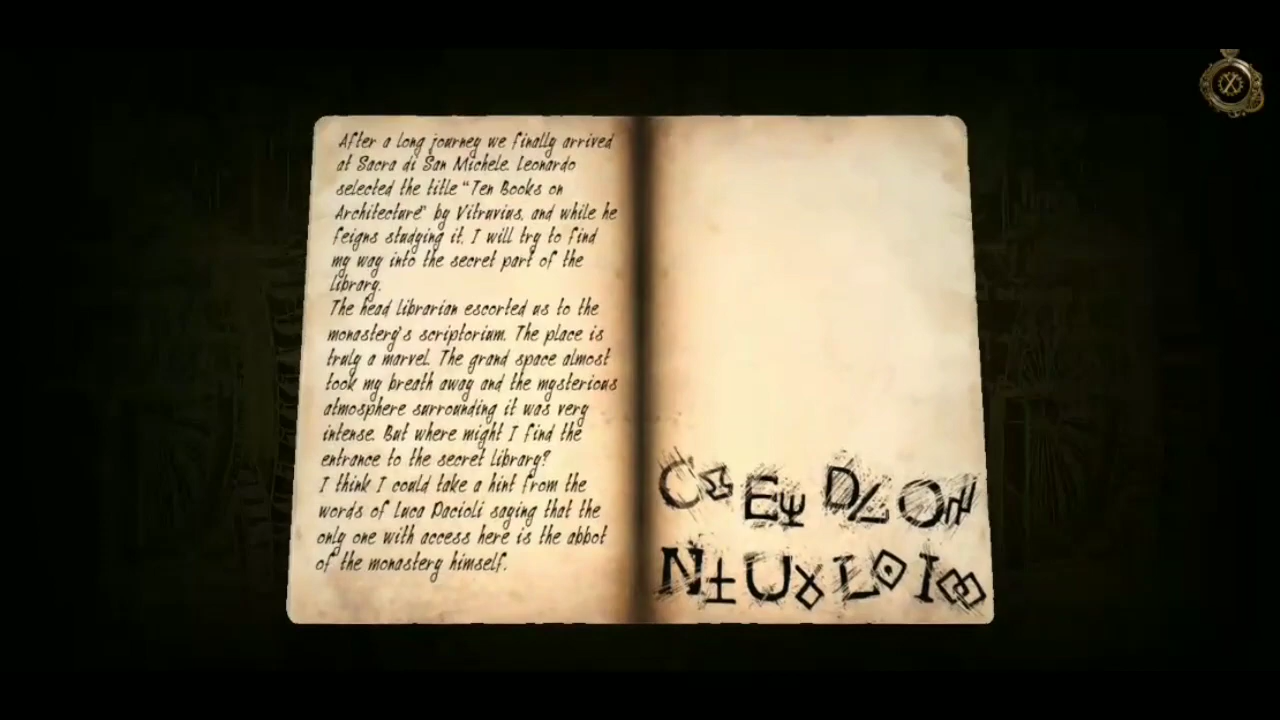 After a long journey we finally arrived
at Sacra di San Michele. Leonardo
selected the title "Ten Books on
Architecture" by Vitruvius, and while he
feigns studying it, I will try to find
my way into the secret part of the
library.
The head librarian escorted us to the
monastery's scriptorium. The place is
truly a marvel. The grand space almost
took my breath away and the mysterious
atmosphere surrounding it was very
intense. But where might I find the
entrance to the secret library?
I think I could take a hint from the
words of Luca Pacioli saying that the
only one with access here is the abbot
of the monastery himself.
C E D O
N U L I